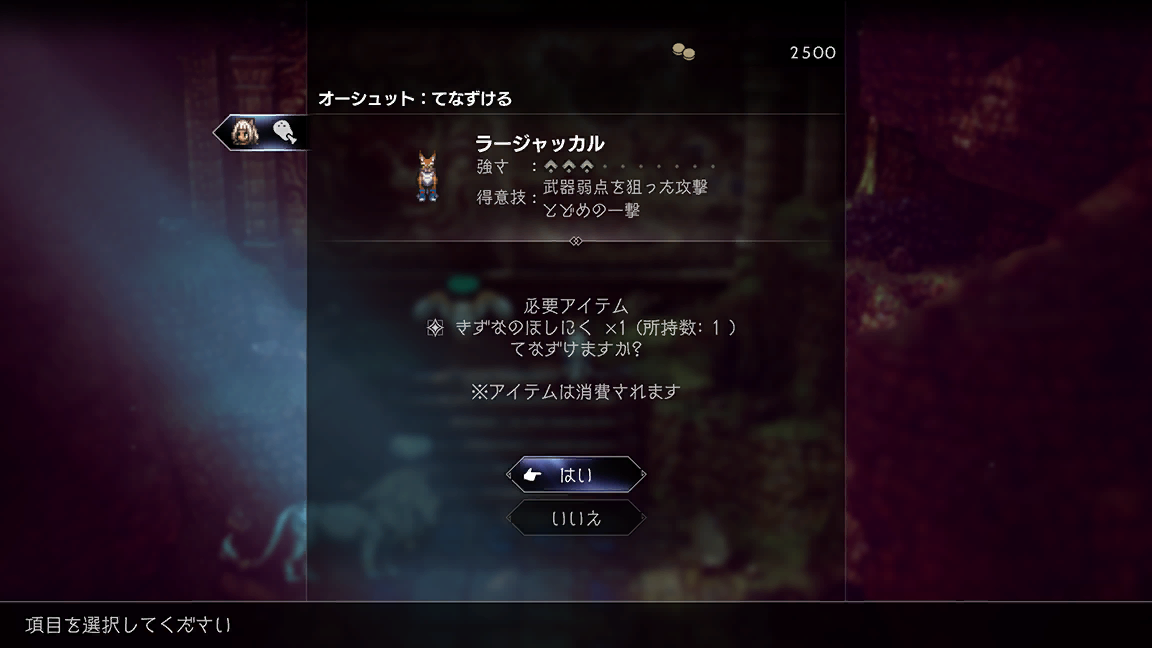 2500
オーシュット：てなずける
ラージャッカル
強さ　：
得意技：武器弱点を狙った攻撃
とどめの一撃
必要アイテム
きずなのほしにく ×1（所持数： 1 ）
てなずけますか？
※アイテムは消費されます
はい
いいえ
項目を選択してください